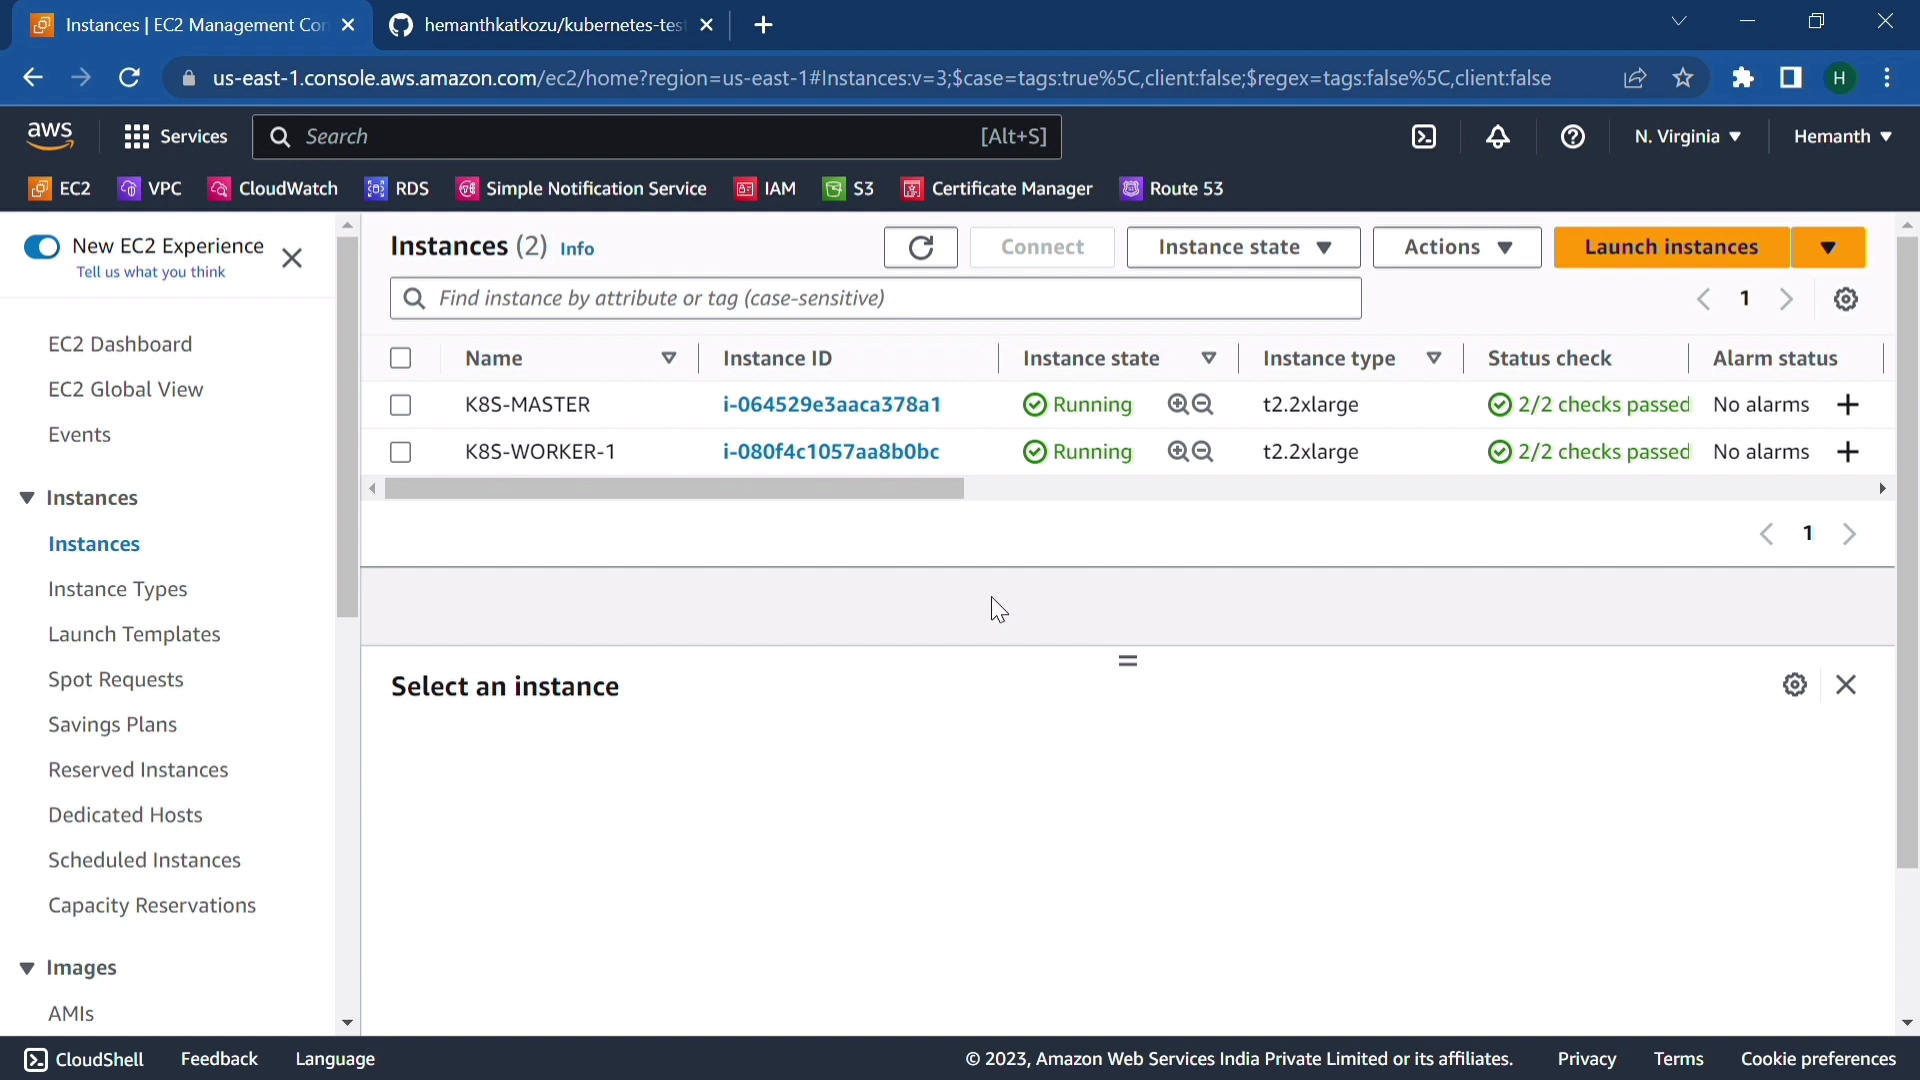 Instances | EC2 Management Con
hemanthkatkozu/kubernetes-test
us-east-1.console.aws.amazon.com/ec2/home?region=us-east-1#Instances:v=3;$case=tags:true%5C,client:false;$regex=tags:false%5C,client:false
H
aws
Services
Search
[Alt+S]
N. Virginia
Hemanth
EC2
VPC
CloudWatch
RDS
Simple Notification Service
IAM
S3
Certificate Manager
Route 53
New EC2 Experience
Tell us what you think
EC2 Dashboard
EC2 Global View
Events
Instances
Instances
Instance Types
Launch Templates
Spot Requests
Savings Plans
Reserved Instances
Dedicated Hosts
Scheduled Instances
Capacity Reservations
Images
AMIs
Instances (2) Info
Connect
Instance state
Actions
Launch instances
Find instance by attribute or tag (case-sensitive)
1
Name Instance ID Instance state Instance type Status check Alarm status
K8S-MASTER i-064529e3aaca378a1 Running t2.2xlarge 2/2 checks passed No alarms
K8S-WORKER-1 i-080f4c1057aa8b0bc Running t2.2xlarge 2/2 checks passed No alarms
1
Select an instance
CloudShell
Feedback
Language
© 2023, Amazon Web Services India Private Limited or its affiliates.
Privacy
Terms
Cookie preferences